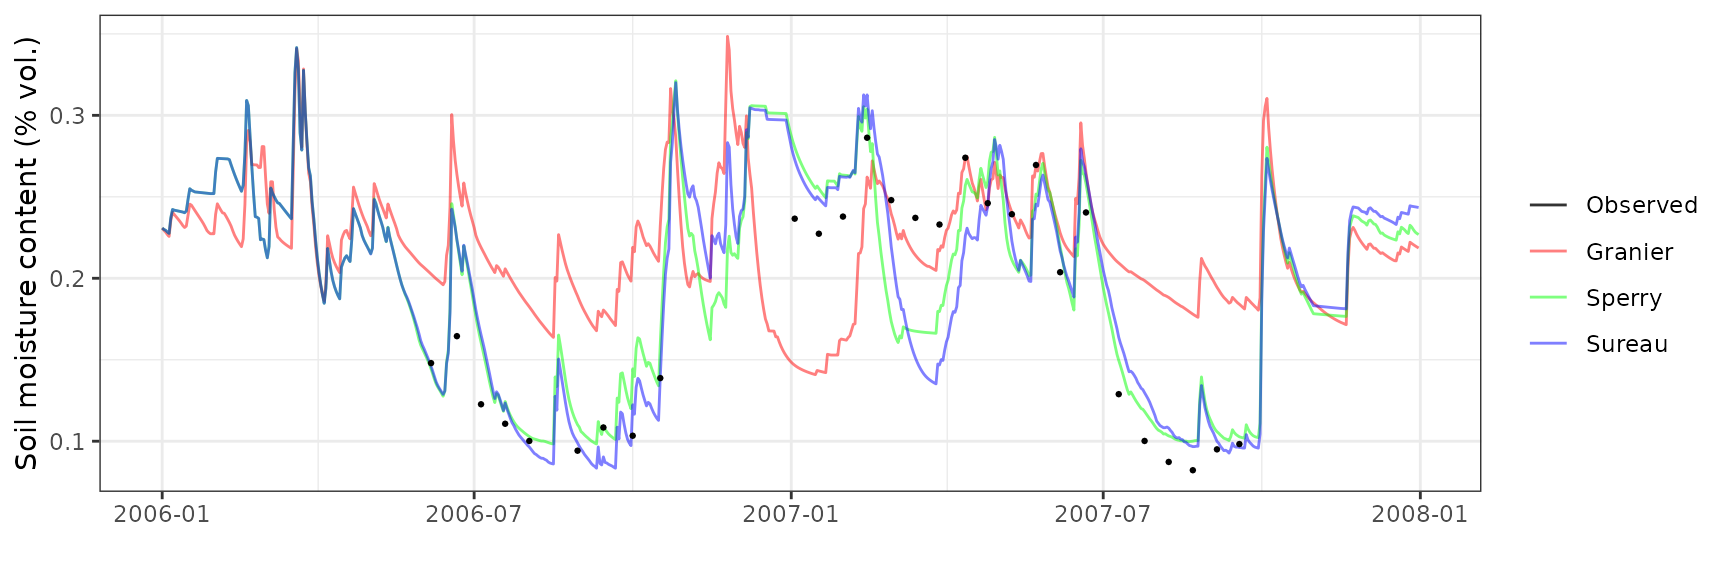 Soil moisture content (% vol.)
0.3
0.2
0.1
2006-01
2006-07
2007-01
2007-07
2008-01
Observed
Granier
Sperry
Sureau